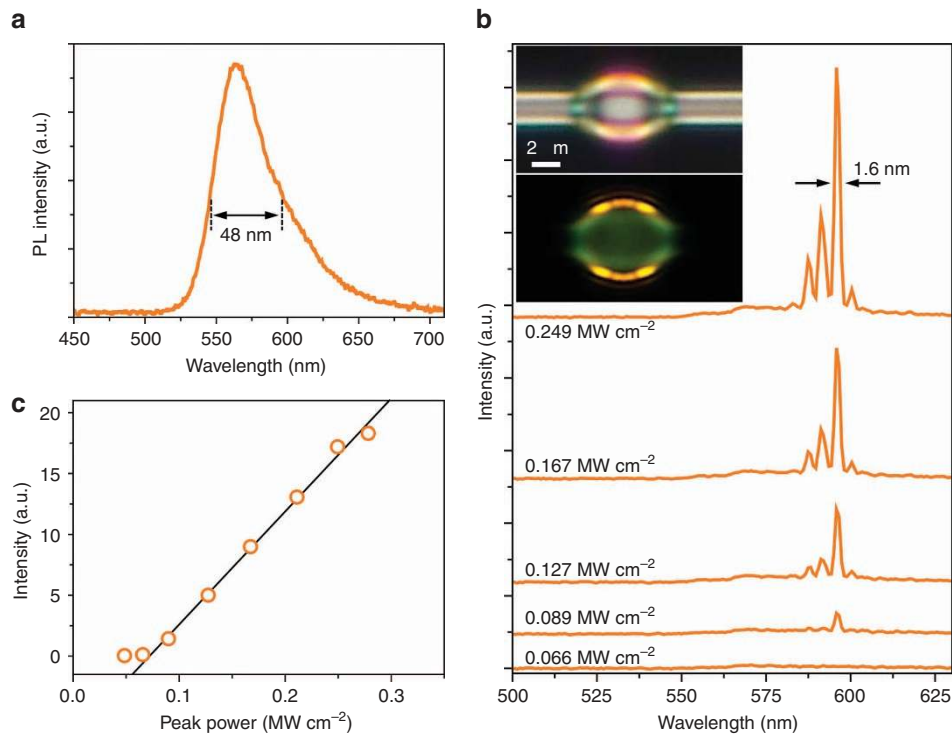 a
PL intensity (a.u.)
48 nm
450 500 550 600 650 700
Wavelength (nm)
b
Intensity (a.u.)
2 m
1.6 nm
0.249 MW cm⁻²
0.167 MW cm⁻²
0.127 MW cm⁻²
0.089 MW cm⁻²
0.066 MW cm⁻²
500 525 550 575 600 625
Wavelength (nm)
c
Intensity (a.u.)
20
15
10
5
0
0.0 0.1 0.2 0.3
Peak power (MW cm⁻²)